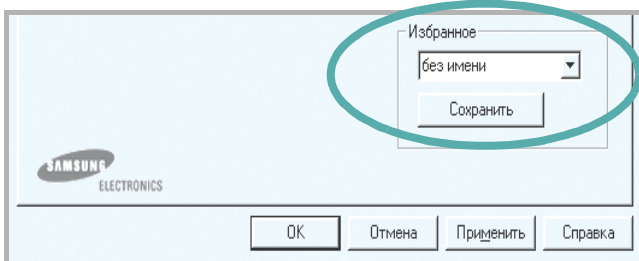 Избранное
без имени
Сохранить
SAMSUNG
ELECTRONICS
OK Отмена Применить Справка